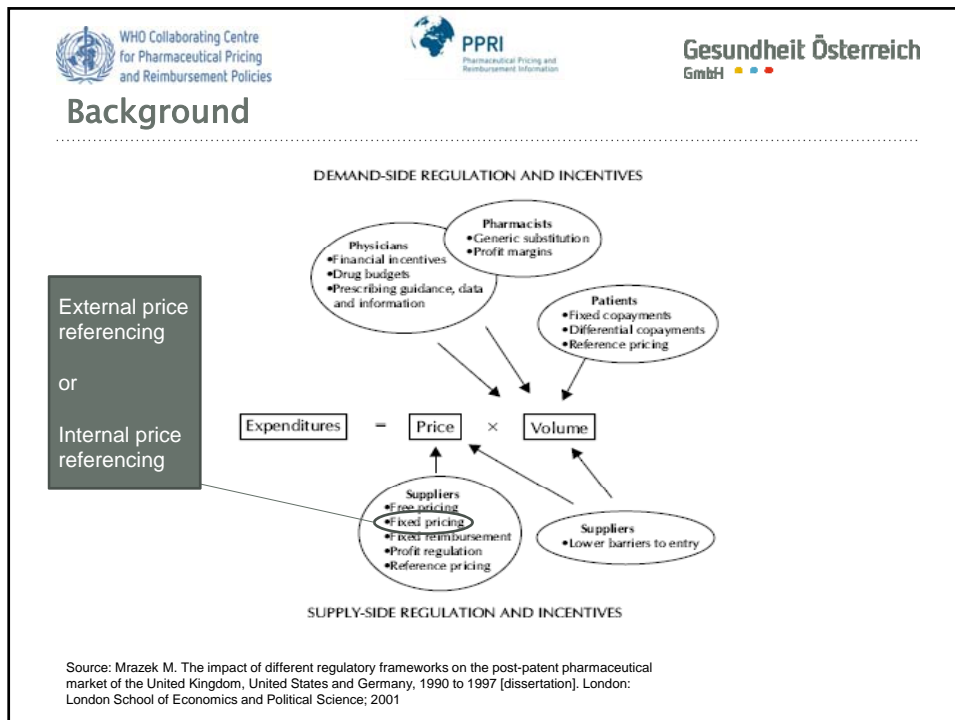 WHO Collaborating Centre
for Pharmaceutical Pricing
and Reimbursement Policies
PPRI
Pharmaceutical Pricing and
Reimbursement Information
Gesundheit Österreich
GmbH
Background
DEMAND-SIDE REGULATION AND INCENTIVES
Pharmacists
•Generic substitution
•Profit margins
Physicians
•Financial incentives
•Drug budgets
•Prescribing guidance, data
and information
Patients
•Fixed copayments
•Differential copayments
•Reference pricing
External price
referencing
or
Internal price
referencing
Expenditures = Price × Volume
Suppliers
•Free pricing
•Fixed pricing
•Fixed reimbursement
•Profit regulation
•Reference pricing
Suppliers
•Lower barriers to entry
SUPPLY-SIDE REGULATION AND INCENTIVES
Source: Mrazek M. The impact of different regulatory frameworks on the post-patent pharmaceutical
market of the United Kingdom, United States and Germany, 1990 to 1997 [dissertation]. London:
London School of Economics and Political Science; 2001